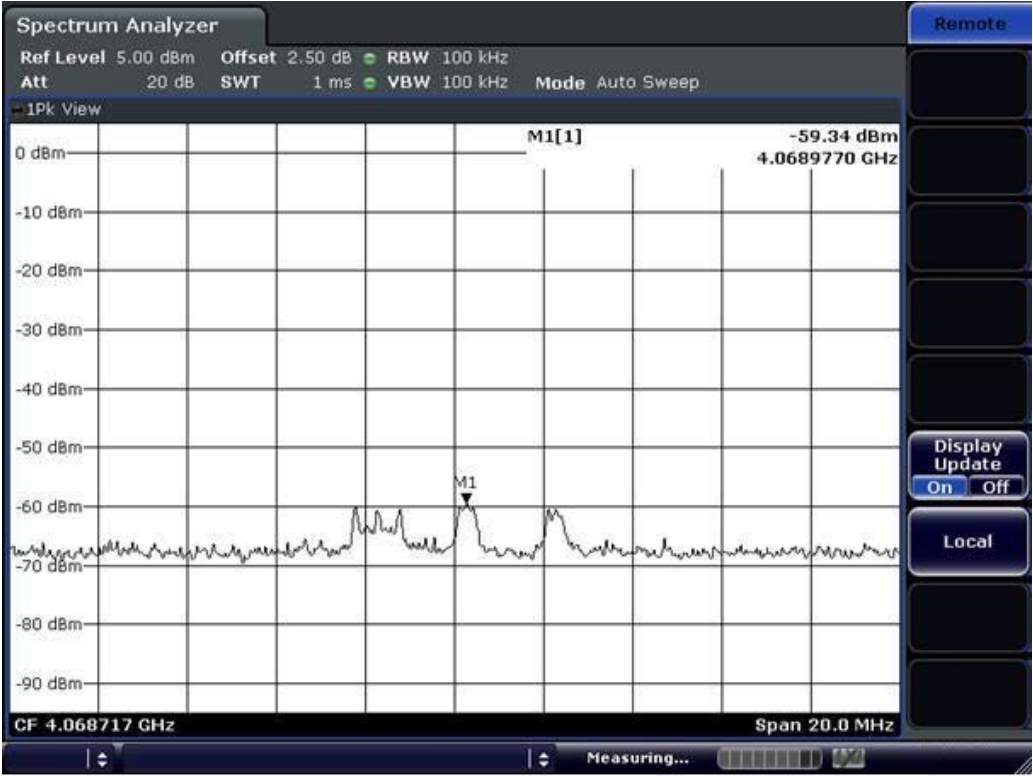 Spectrum Analyzer
Ref Level 5.00 dBm Offset 2.50 dB RBW 100 kHz
Att 20 dB SWT 1 ms VBW 100 kHz Mode Auto Sweep
1Pk View
M1[1] -59.34 dBm
4.0689770 GHz
0 dBm
-10 dBm
-20 dBm
-30 dBm
-40 dBm
-50 dBm
M1
-60 dBm
-70 dBm
-80 dBm
-90 dBm
CF 4.068717 GHz Span 20.0 MHz
Measuring...
Remote
Display
Update
On Off
Local